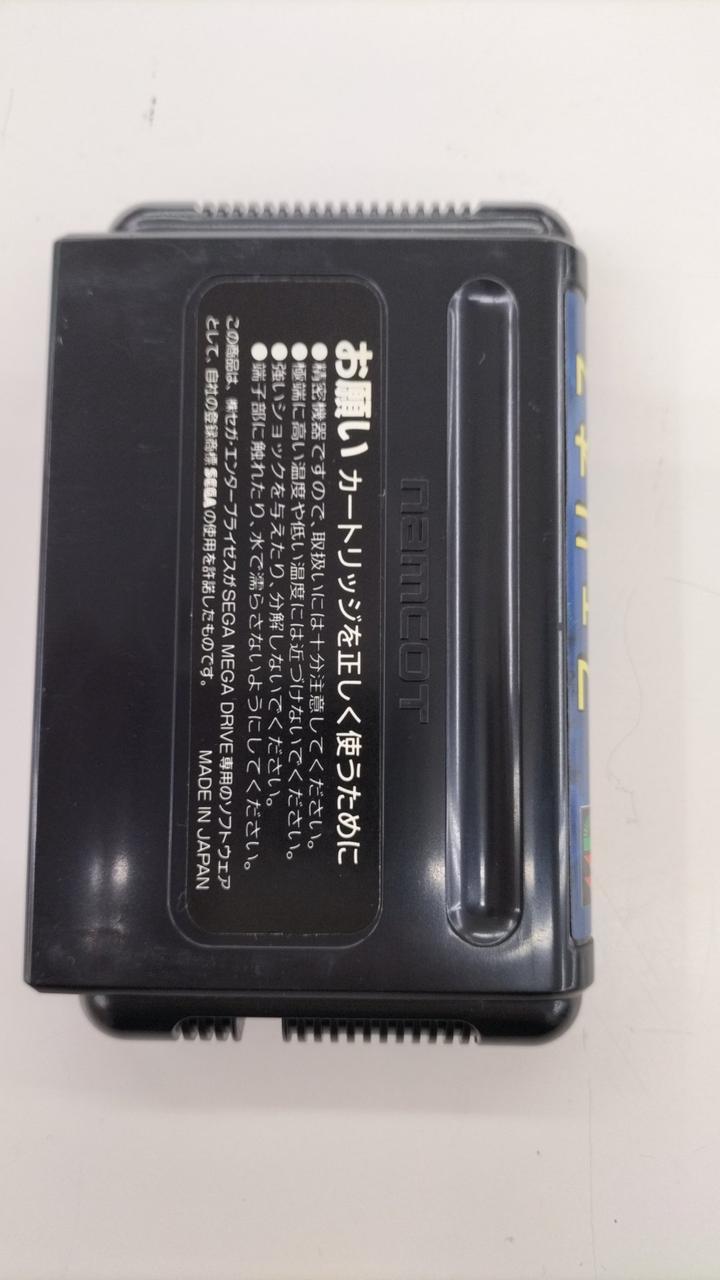 namcot
お願い カートリッジを正しく使うために
●精密機器ですので、取扱いには十分注意してください。
●極端に高い温度や低い温度には近づけないでください。
●強いショックを与えたり、分解しないでください。
●端子部に触れたり、水で濡らさないようにしてください。
この商品は、㈱セガ・エンタープライゼスがSEGA MEGA DRIVE専用のソフトウェア
として、自社の登録商標 SEGA の使用を許諾したものです。
MADE IN JAPAN